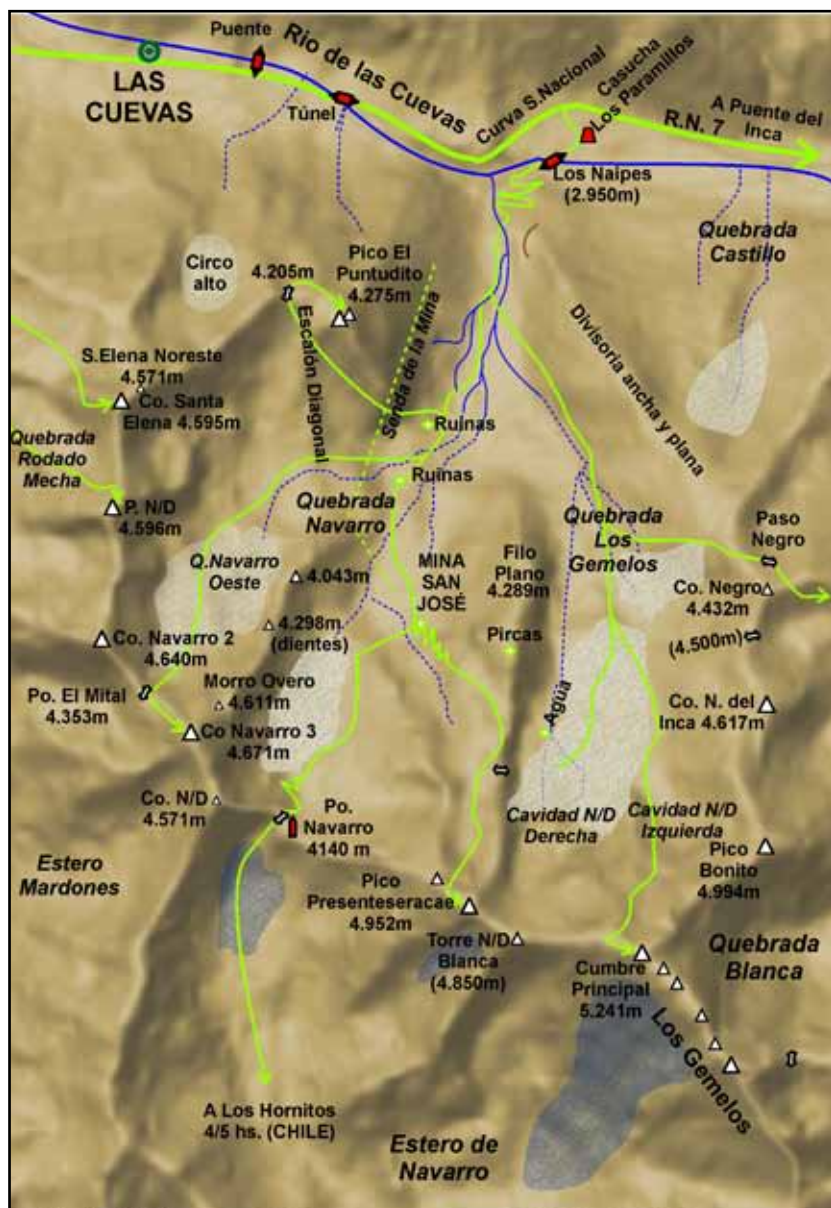 Puente
Rio de las Cuevas
LAS
CUEVAS
Túnel
Curva S.Nacional
Casucha
Los Paramillos
R.N. 7
A Puente del
Inca
Los Naipes
(2.950m)
Quebrada
Castillo
Circo
alto
4.205m
Pico El
Puntudito
4.275m
Escalón Diagonal
Senda de la Mina
Divisoria ancha y plana
S.Elena Noreste
4.571m
Co. Santa
Elena 4.595m
Quebrada
Rodado
Mecha
P. N/D
4.596m
Ruinas
Ruinas
Quebrada
Navarro
Q.Navarro
Oeste
4.043m
4.298m
(dientes)
MINA
SAN
JOSÉ
Filo
Plano
4.289m
Pircas
Quebrada
Los
Gemelos
Paso
Negro
Co. Negro
4.432m
(4.500m)
Co. Navarro 2
4.640m
Po. El Mital
4.353m
Morro Overo
4.611m
Co Navarro 3
4.671m
Agua
Co. N. del
Inca 4.617m
Co. N/D
4.571m
Po.
Navarro
4140 m
Cavidad N/D
Derecha
Cavidad N/D
Izquierda
Pico
Bonito
4.994m
Estero
Mardones
Pico
Presenteseracae
4.952m
Torre N/D
Blanca
(4.850m)
Cumbre
Principal
5.241m
Quebrada
Blanca
Los Gemelos
A Los Hornitos
4/5 hs. (CHILE)
Estero de
Navarro